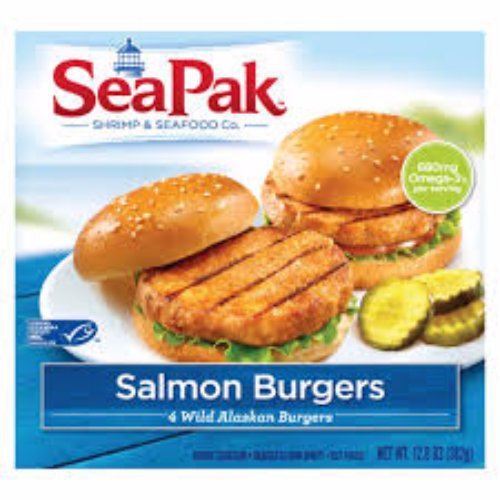 SeaPak
SHRIMP & SEAFOOD Co.
680mg
Omega-3s
per serving
Salmon Burgers
4 Wild Alaskan Burgers
NET WT. 12.8 OZ (362g)